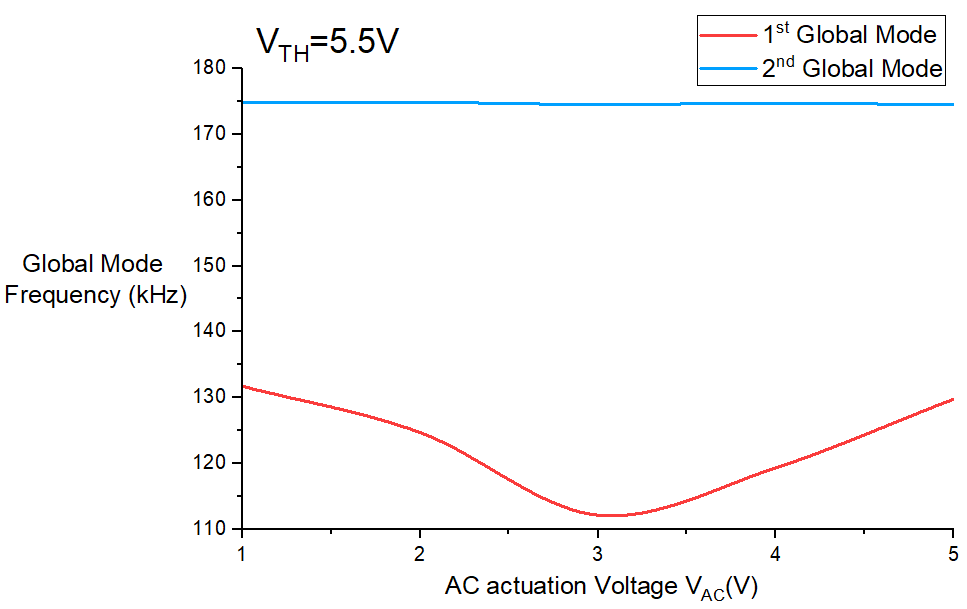 V_TH=5.5V
1st Global Mode
2nd Global Mode
180
170
160
150
140
130
120
110
Global Mode
Frequency (kHz)
1 2 3 4 5
AC actuation Voltage V_AC(V)